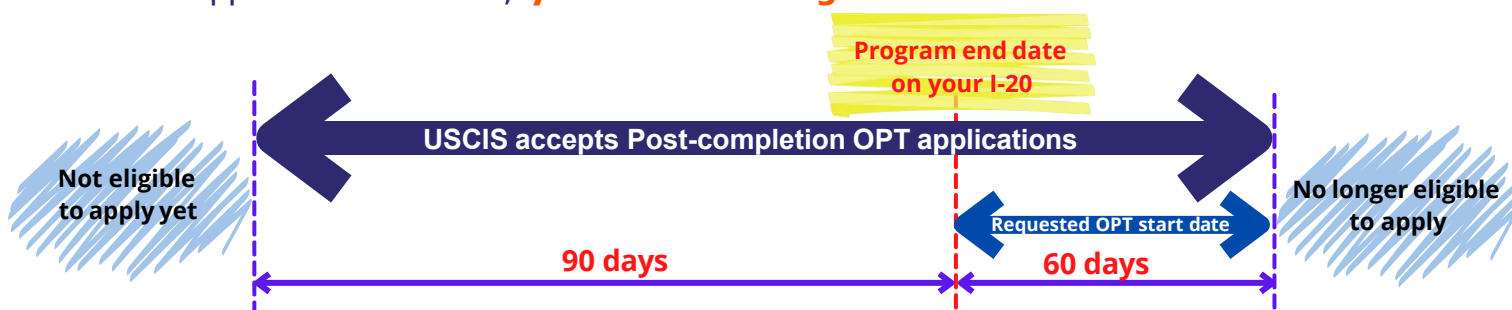 Program end date
on your I-20
USCIS accepts Post-completion OPT applications
Not eligible
to apply yet
No longer eligible
to apply
Requested OPT start date
90 days
60 days